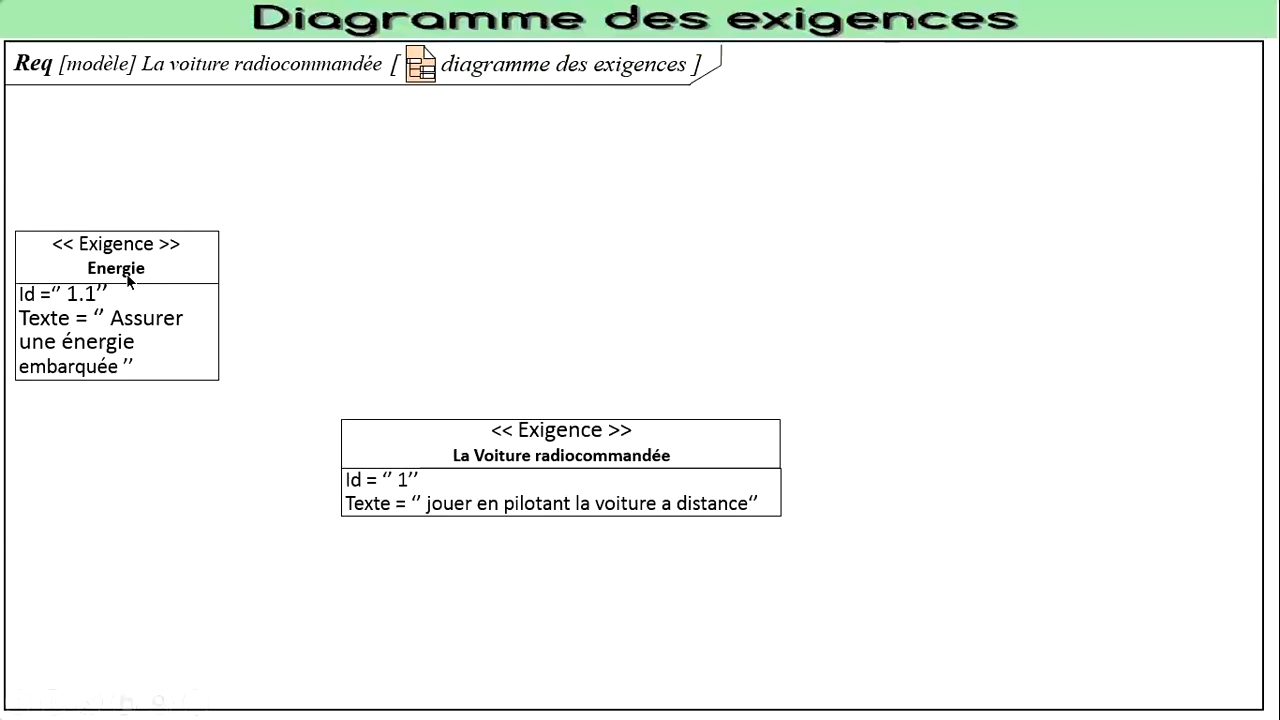 Diagramme des exigences
Req [modèle] La voiture radiocommandée [ diagramme des exigences ]
<< Exigence >>
Energie
Id =‘’ 1.1’’
Texte = ‘’ Assurer
une énergie
embarquée ’’
<< Exigence >>
La Voiture radiocommandée
Id = ‘’ 1’’
Texte = ‘’ jouer en pilotant la voiture a distance‘’